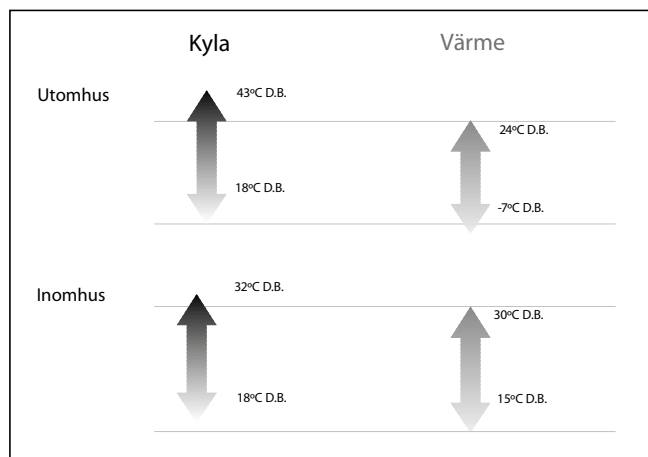 Kyla Värme
Utomhus 43ºC D.B.
24ºC D.B.
18ºC D.B.
-7ºC D.B.
Inomhus 32ºC D.B.
30ºC D.B.
18ºC D.B. 15ºC D.B.